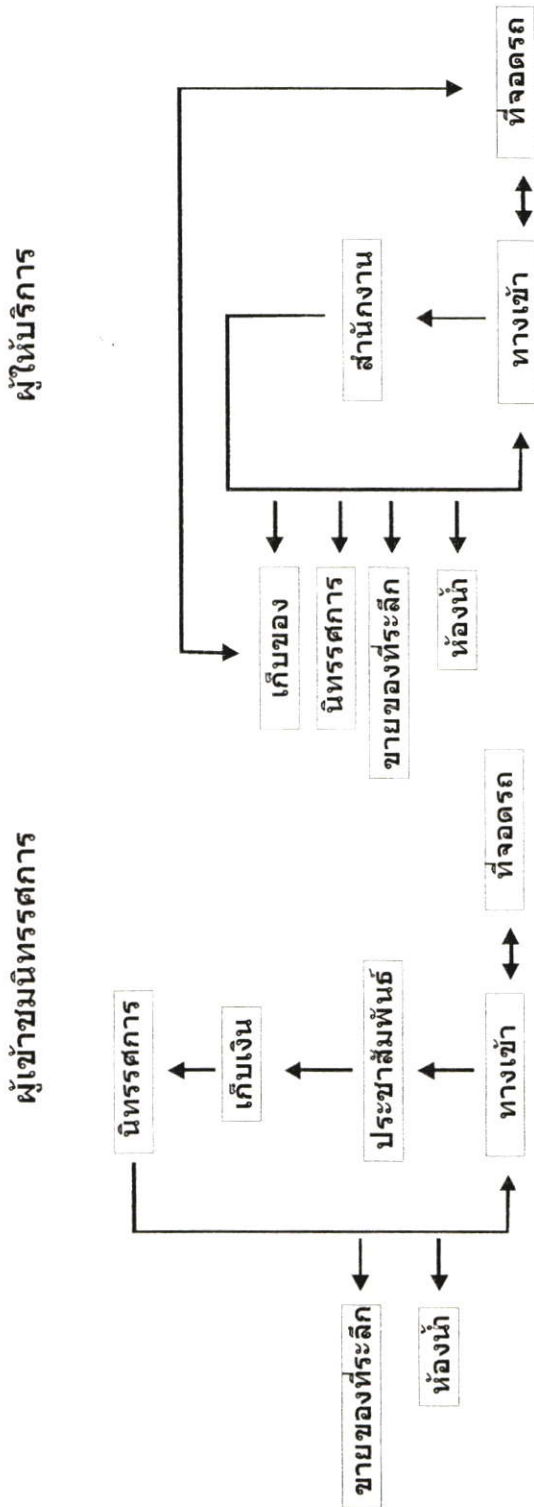 ผู้เข้าชมนิทรรศการ
นิทรรศการ
เก็บเงิน
ขายของที่ระลึก
ประชาสัมพันธ์
ห้องน้ำ
ทางเข้า
ที่จอดรถ
ผู้ให้บริการ
เก็บของ
นิทรรศการ
สำนักงาน
ขายของที่ระลึก
ห้องน้ำ
ทางเข้า
ที่จอดรถ